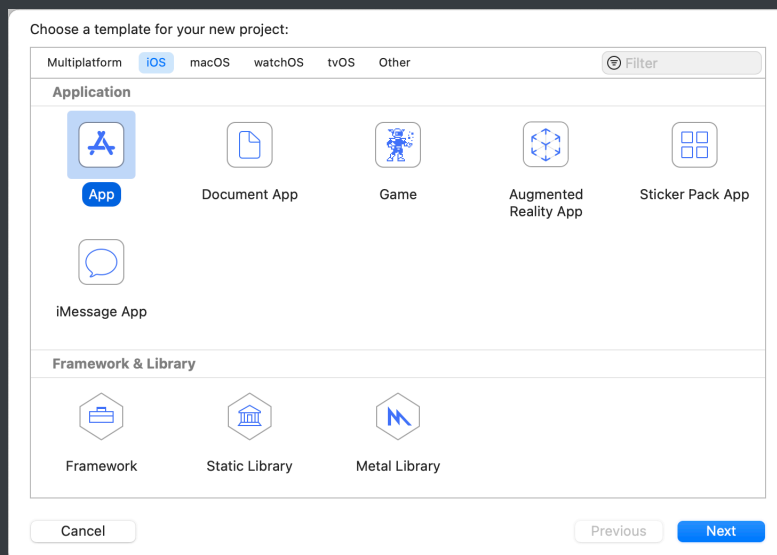 Choose a template for your new project:
Multiplatform iOS macOS watchOS tvOS Other
Filter
Application
App
Document App
Game
Augmented
Reality App
Sticker Pack App
iMessage App
Framework & Library
Framework
Static Library
Metal Library
Cancel
Previous
Next